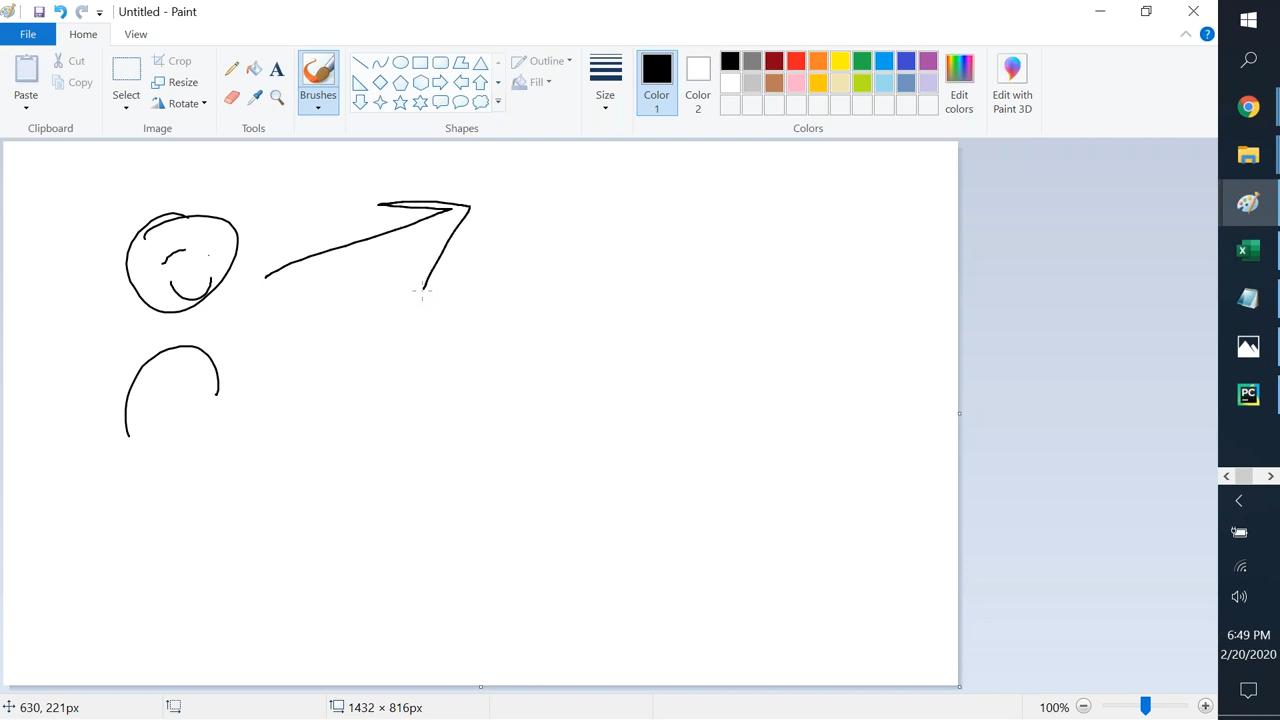 Untitled - Paint
File Home View
Paste
Cut
Copy
Clipboard
Select
Crop
Resize
Rotate
Image
A
Tools
Brushes
Shapes
Outline
Fill
Size
Color 1
Color 2
Edit colors
Colors
Edit with Paint 3D
PC
6:49 PM
2/20/2020
630, 221px
1432 × 816px
100%